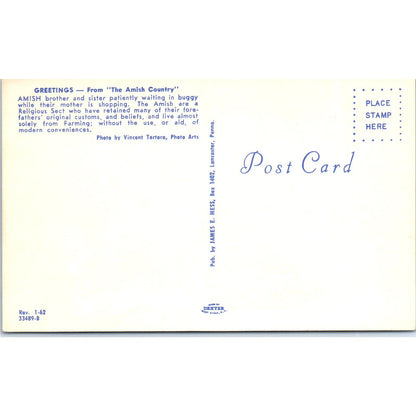 GREETINGS — From "The Amish Country"
AMISH brother and sister patiently waiting in buggy
while their mother is shopping. The Amish are a
Religious Sect who have retained many of their fore-
fathers' original customs, and beliefs, and live almost
solely from Farming; without the use, or aid, of
modern conveniences.
Photo by Vincent Tortora, Photo Arts
PLACE
STAMP
HERE
Post Card
Pub. by JAMES E. HESS, Box 1402, Lancaster, Penna.
Rev. 1-62
33489-B
DEXTER